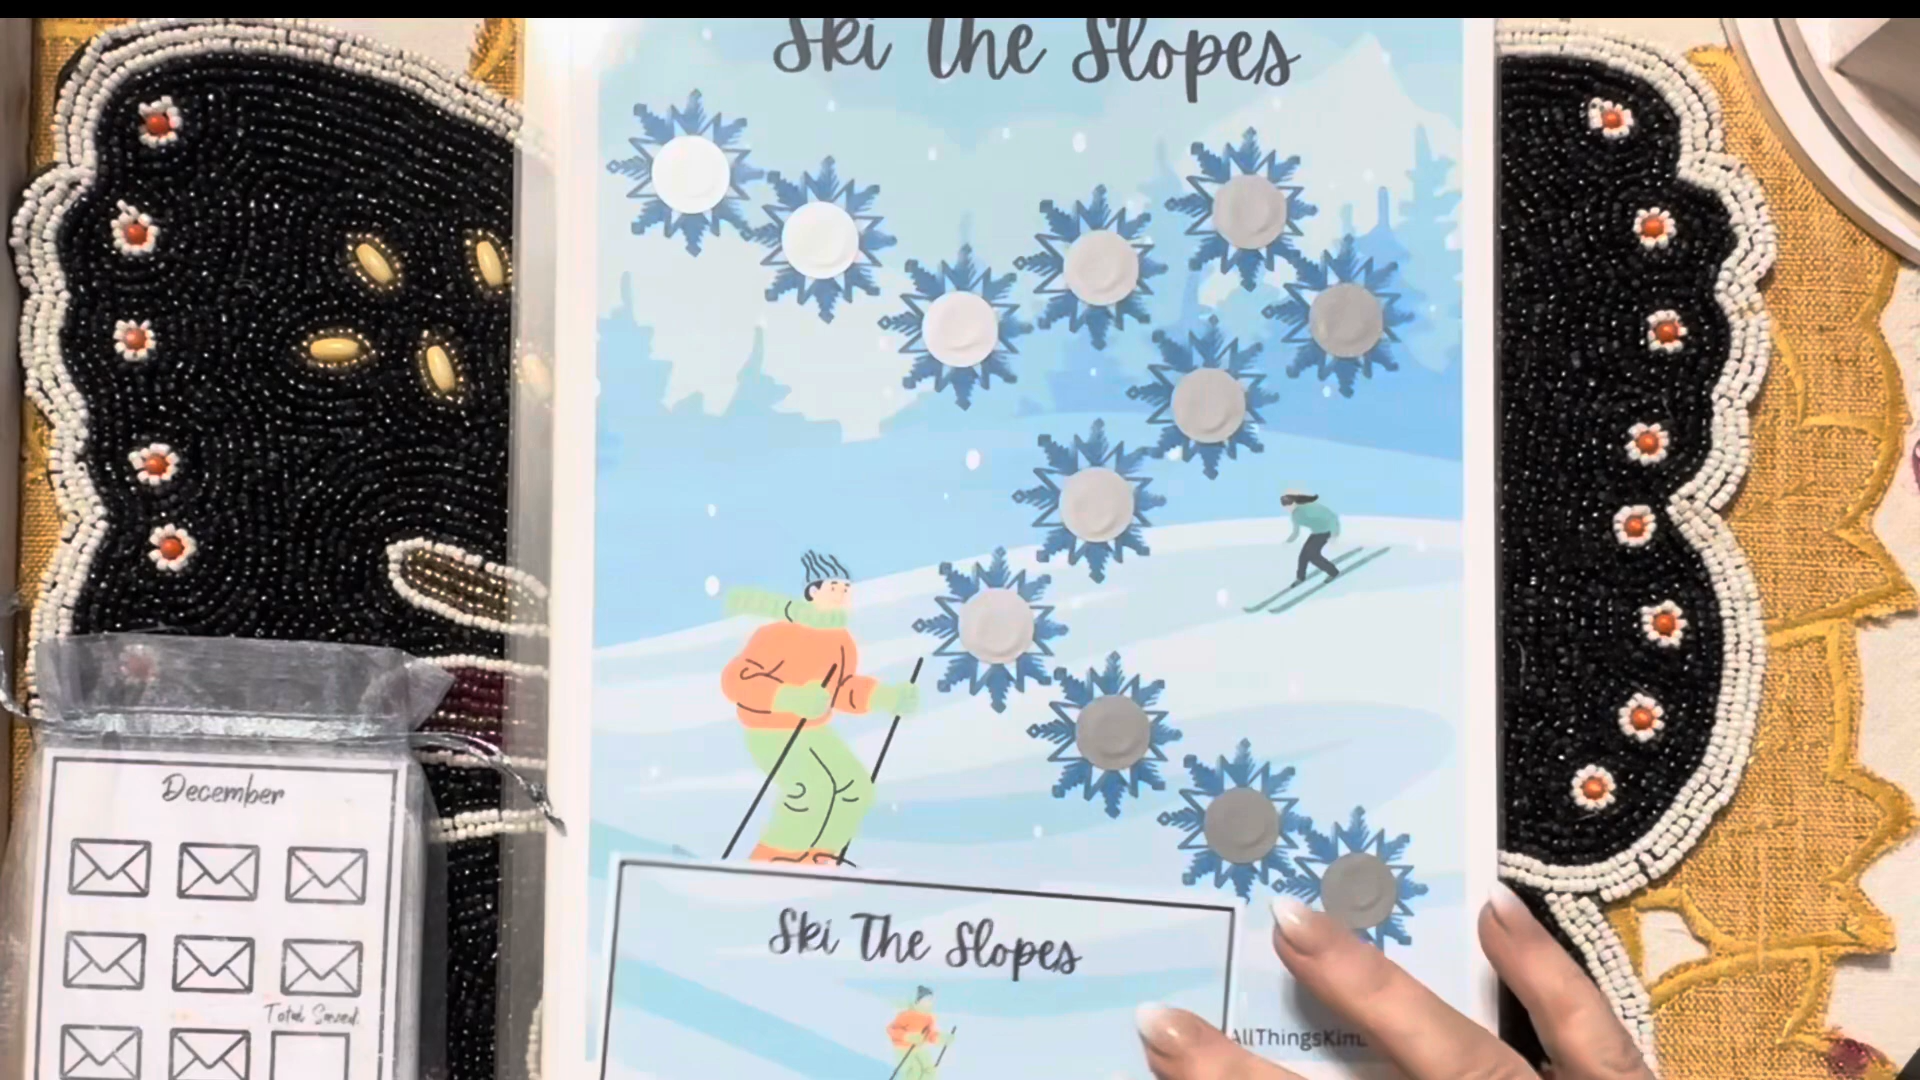 Ski The Slopes
December
Total Saved
Ski The Slopes
AllThingsKim